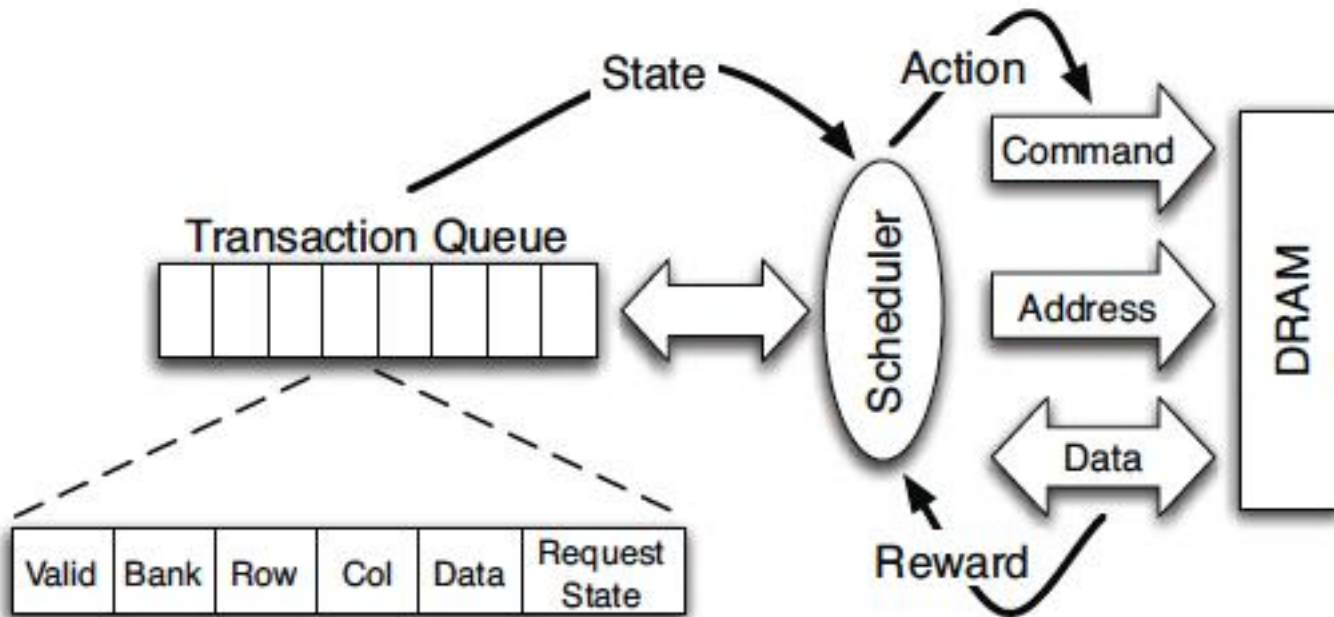 State
Action
Command
Transaction Queue
Scheduler
Address
DRAM
Data
Reward
Valid
Bank
Row
Col
Data
Request
State